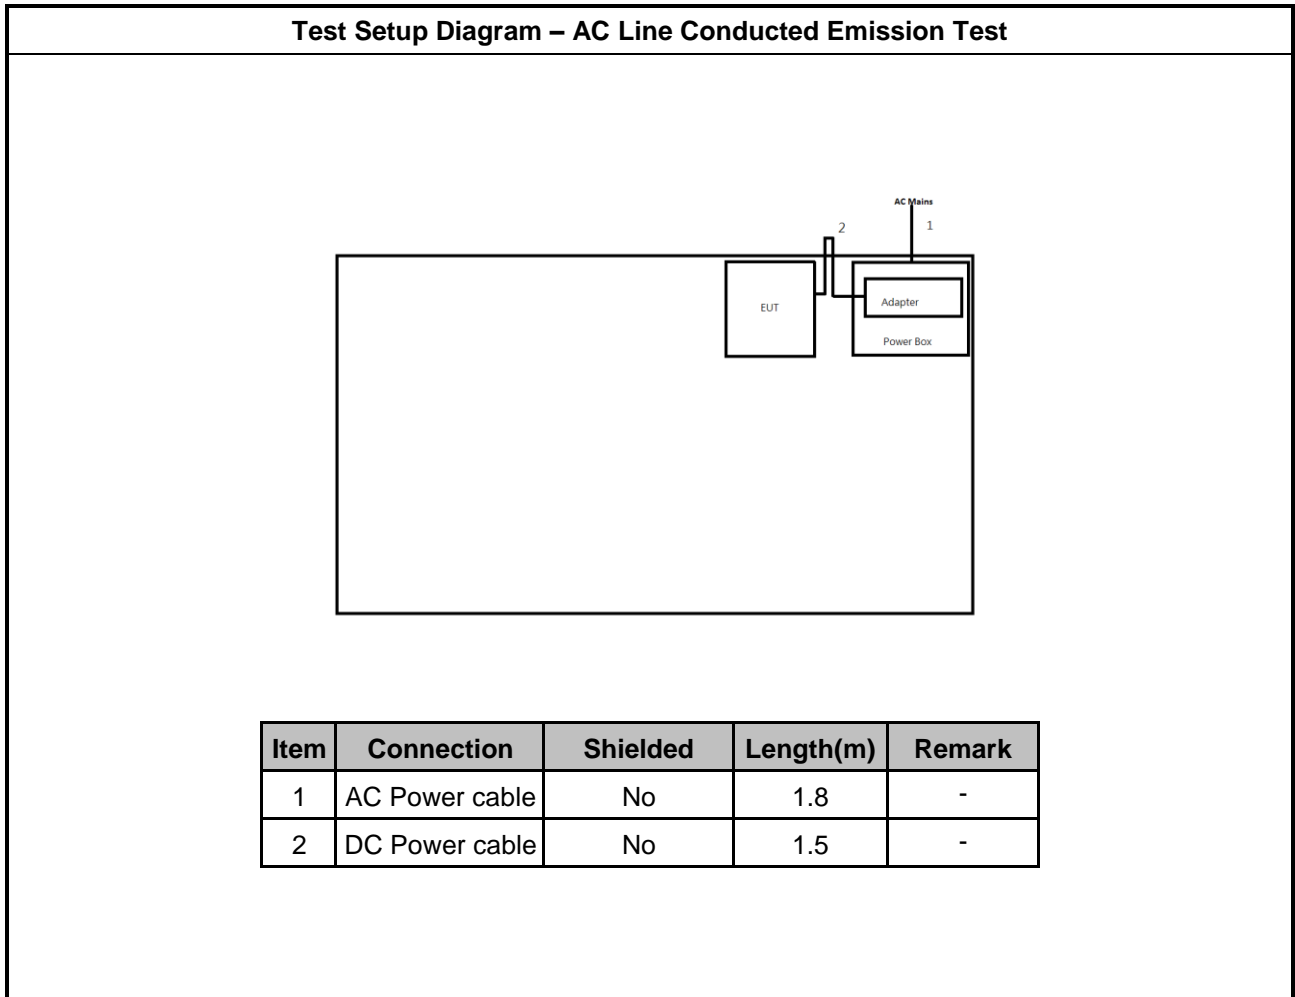 Test Setup Diagram – AC Line Conducted Emission Test
AC Mains
2
1
EUT
Adapter
Power Box
Item Connection Shielded Length(m) Remark
1 AC Power cable No 1.8 -
2 DC Power cable No 1.5 -